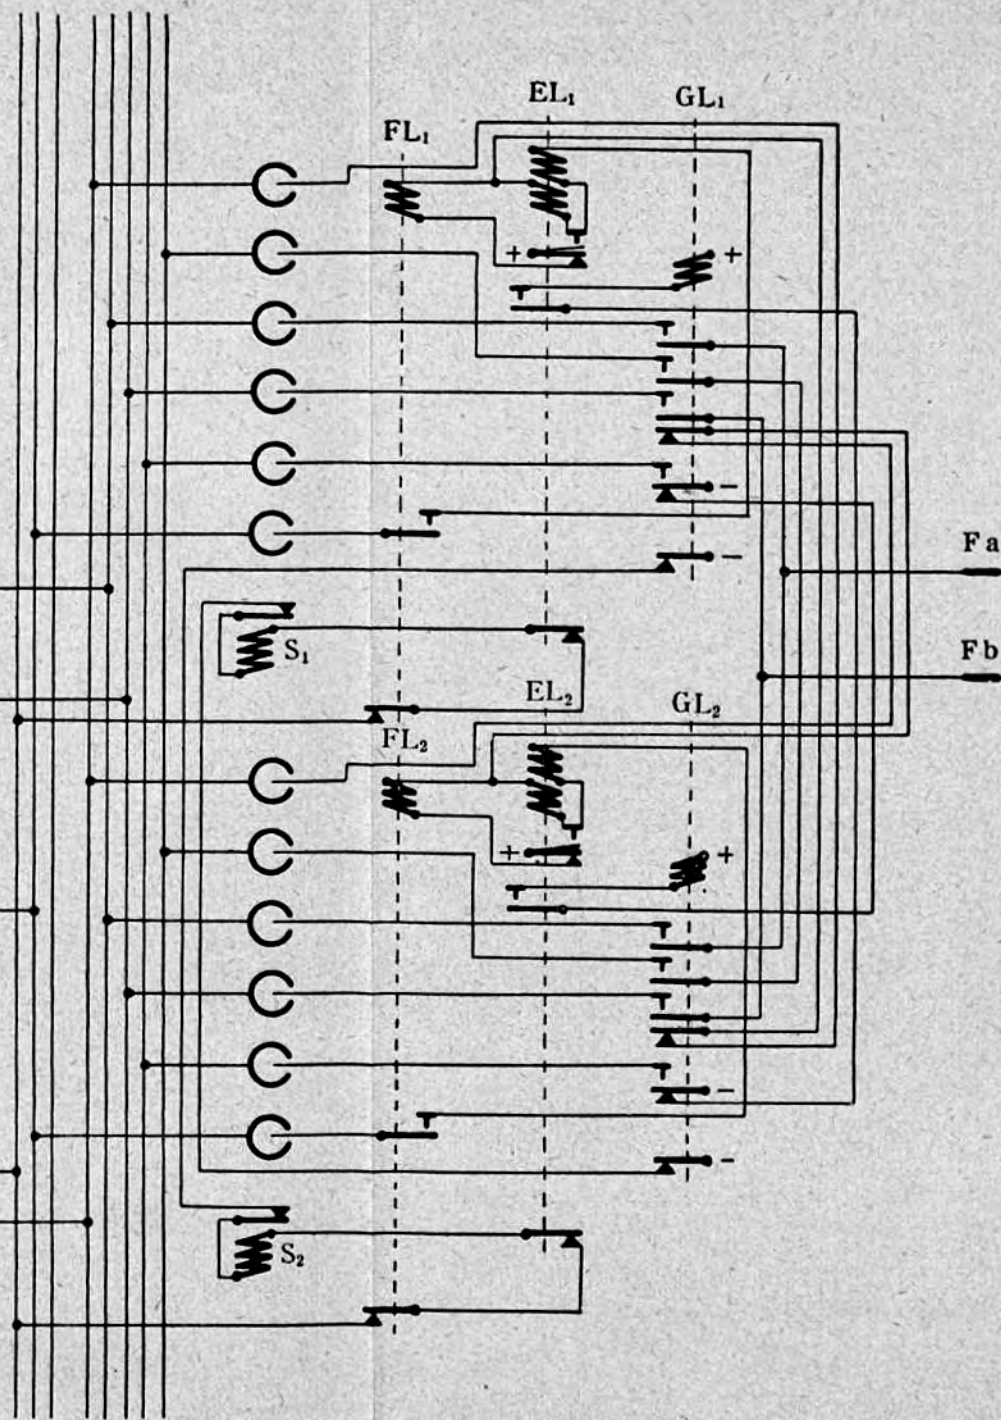 EL₁
GL₁
FL₁
+
+
-
-
Fa
S₁
Fb
EL₂
GL₂
FL₂
+
+
-
-
S₂